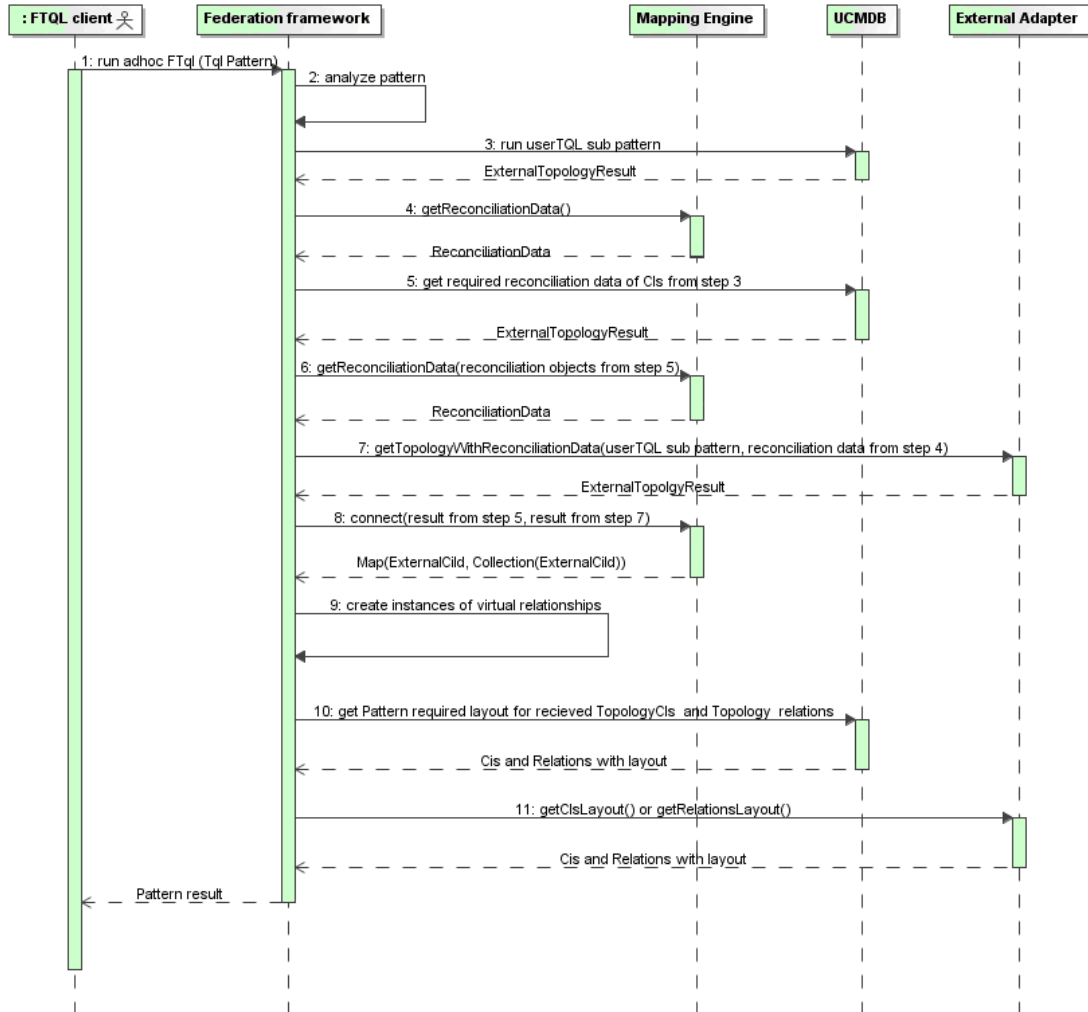 : FTQL client
Federation framework
Mapping Engine
UCMDB
External Adapter
1: run adhoc FTql (Tql Pattern)
2: analyze pattern
3: run userTQL sub pattern
ExternalTopologyResult
4: getReconciliationData()
ReconciliationData
5: get required reconciliation data of CIs from step 3
ExternalTopologyResult
6: getReconciliationData(reconciliation objects from step 5)
ReconciliationData
7: getTopologyWithReconciliationData(userTQL sub pattern, reconciliation data from step 4)
ExternalTopolgyResult
8: connect(result from step 5, result from step 7)
Map(ExternalCiId, Collection(ExternalCiId))
9: create instances of virtual relationships
10: get Pattern required layout for recieved TopologyCIs and Topology relations
Cis and Relations with layout
11: getCIsLayout() or getRelationsLayout()
Cis and Relations with layout
Pattern result